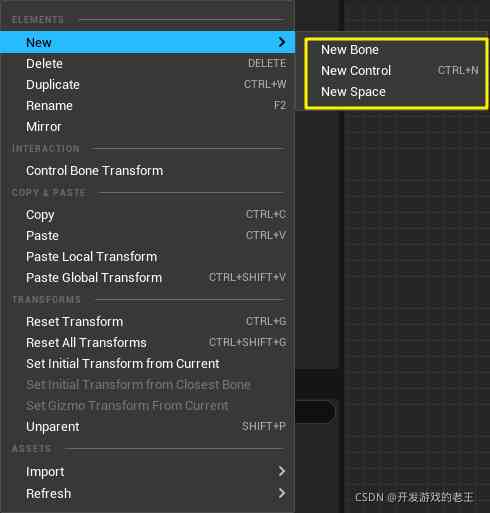 ELEMENTS
New
New Bone
Delete DELETE
New Control CTRL+N
Duplicate CTRL+W
New Space
Rename F2
Mirror
INTERACTION
Control Bone Transform
COPY & PASTE
Copy CTRL+C
Paste CTRL+V
Paste Local Transform
Paste Global Transform CTRL+SHIFT+V
TRANSFORMS
Reset Transform CTRL+G
Reset All Transforms CTRL+SHIFT+G
Set Initial Transform from Current
Set Initial Transform from Closest Bone
Set Gizmo Transform From Current
Unparent SHIFT+P
ASSETS
Import
Refresh
CSDN @开发游戏的老王